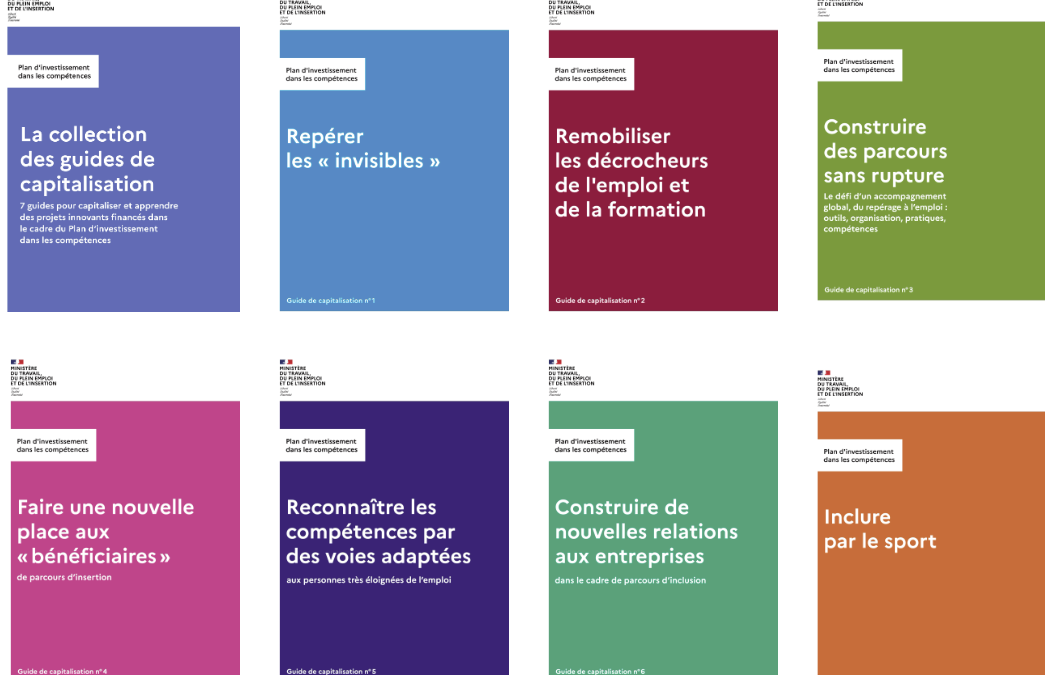 DU PLEIN EMPLOI
ET DE L'INSERTION
Plan d'investissement
dans les compétences
La collection
des guides de
capitalisation
7 guides pour capitaliser et apprendre
des projets innovants financés dans
le cadre du Plan d'investissement
dans les compétences
DU TRAVAIL,
DU PLEIN EMPLOI
ET DE L'INSERTION
Plan d'investissement
dans les compétences
Repérer
les « invisibles »
Guide de capitalisation n°1
DU TRAVAIL,
DU PLEIN EMPLOI
ET DE L'INSERTION
Plan d'investissement
dans les compétences
Remobiliser
les décrocheurs
de l'emploi et
de la formation
Guide de capitalisation n°2
ET DE L'INSERTION
Plan d'investissement
dans les compétences
Construire
des parcours
sans rupture
Le défi d'un accompagnement
global, du repérage à l'emploi :
outils, organisation, pratiques,
compétences
Guide de capitalisation n°3
MINISTÈRE
DU TRAVAIL,
DU PLEIN EMPLOI
ET DE L'INSERTION
Plan d'investissement
dans les compétences
Faire une nouvelle
place aux
« bénéficiaires »
de parcours d'insertion
Guide de capitalisation n°4
MINISTÈRE
DU TRAVAIL,
DU PLEIN EMPLOI
ET DE L'INSERTION
Plan d'investissement
dans les compétences
Reconnaître les
compétences par
des voies adaptées
aux personnes très éloignées de l'emploi
Guide de capitalisation n°5
MINISTÈRE
DU TRAVAIL,
DU PLEIN EMPLOI
ET DE L'INSERTION
Plan d'investissement
dans les compétences
Construire de
nouvelles relations
aux entreprises
dans le cadre de parcours d'inclusion
Guide de capitalisation n°6
MINISTÈRE
DU TRAVAIL,
DU PLEIN EMPLOI
ET DE L'INSERTION
Plan d'investissement
dans les compétences
Inclure
par le sport